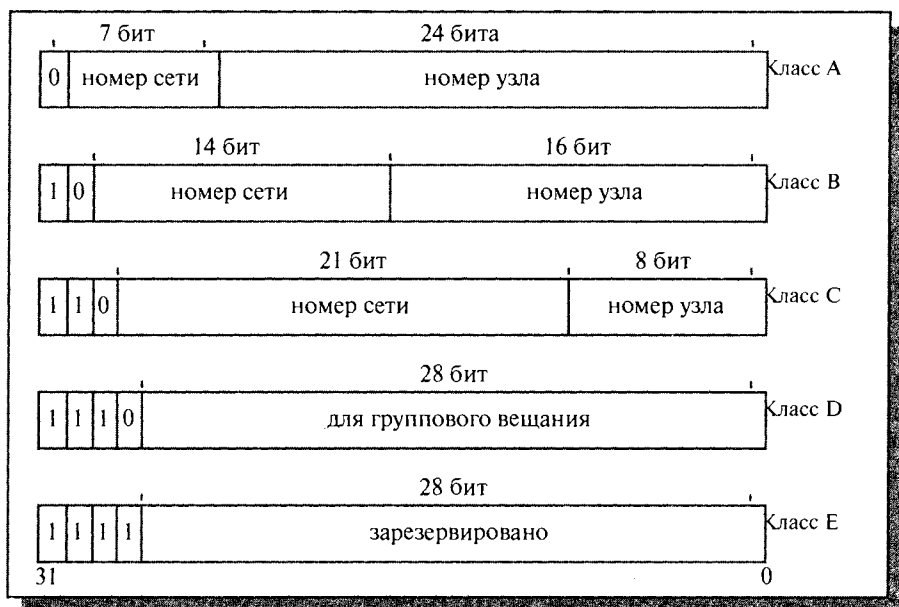 7 бит 24 бита
0 номер сети номер узла Класс A
14 бит 16 бит
1 0 номер сети номер узла Класс B
21 бит 8 бит
1 1 0 номер сети номер узла Класс C
28 бит
1 1 1 0 для группового вещания Класс D
28 бит
1 1 1 1 зарезервировано Класс E
31 0